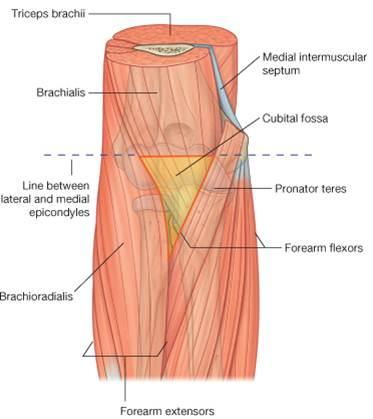 Triceps brachii
Medial intermuscular
septum
Brachialis
Cubital fossa
Line between
lateral and medial
epicondyles
Pronator teres
Forearm flexors
Brachioradialis
Forearm extensors